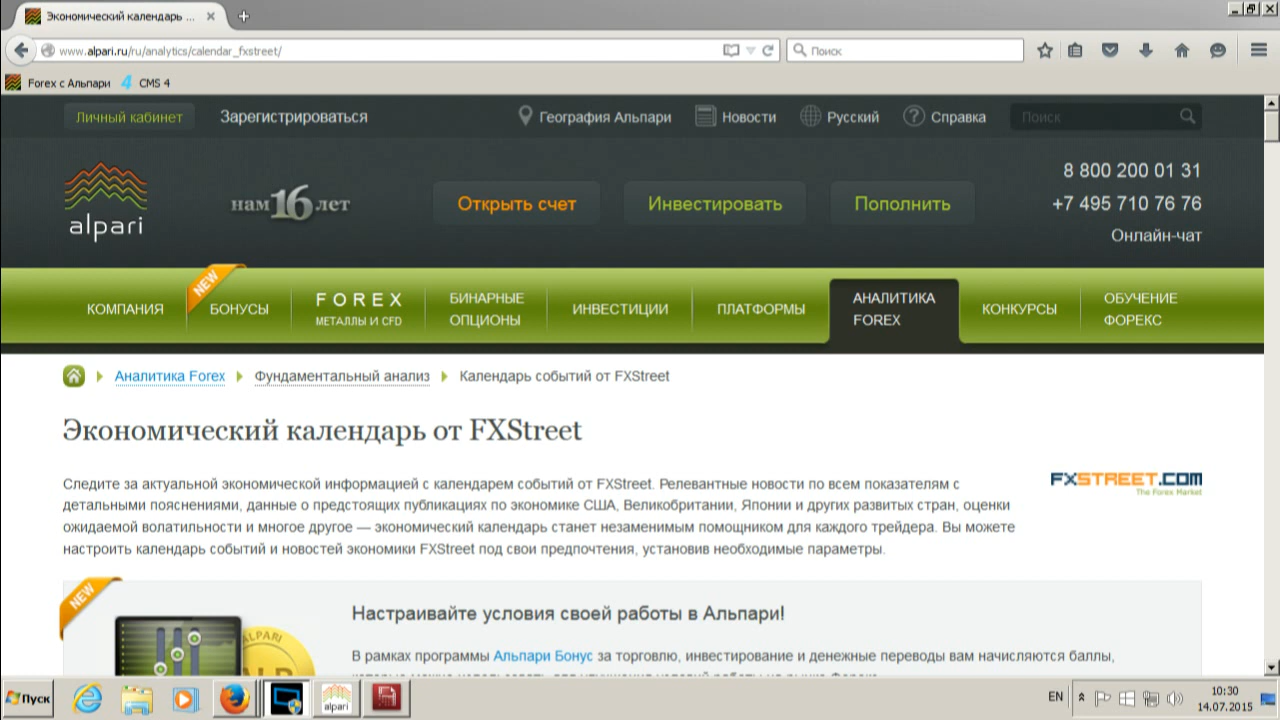 Экономический календарь ...
www.alpari.ru/ru/analytics/calendar_fxstreet/
Поиск
Forex с Альпари
CMS 4
Личный кабинет
Зарегистрироваться
География Альпари
Новости
Русский
Справка
Поиск
alpari
нам 16 лет
Открыть счет
Инвестировать
Пополнить
8 800 200 01 31
+7 495 710 76 76
Онлайн-чат
КОМПАНИЯ
NEW
БОНУСЫ
FOREX
МЕТАЛЛЫ И CFD
БИНАРНЫЕ
ОПЦИОНЫ
ИНВЕСТИЦИИ
ПЛАТФОРМЫ
АНАЛИТИКА
FOREX
КОНКУРСЫ
ОБУЧЕНИЕ
ФОРЕКС
Аналитика Forex
Фундаментальный анализ
Календарь событий от FXStreet
Экономический календарь от FXStreet
Следите за актуальной экономической информацией с календарем событий от FXStreet. Релевантные новости по всем показателям с
детальными пояснениями, данные о предстоящих публикациях по экономике США, Великобритании, Японии и других развитых стран, оценки
ожидаемой волатильности и многое другое — экономический календарь станет незаменимым помощником для каждого трейдера. Вы можете
настроить календарь событий и новостей экономики FXStreet под свои предпочтения, установив необходимые параметры.
FXSTREET.COM
The Forex Market
NEW
ALPARI
ALP
Настраивайте условия своей работы в Альпари!
В рамках программы Альпари Бонус за торговлю, инвестирование и денежные переводы вам начисляются баллы,
Пуск
alpari
EN
10:30
14.07.2015